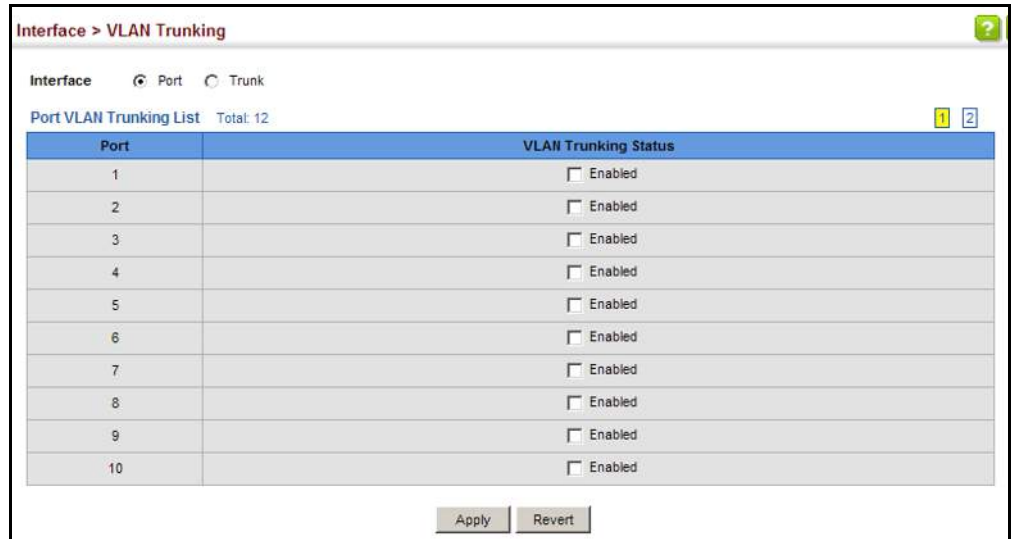 Interface > VLAN Trunking
?
Interface Port Trunk
Port VLAN Trunking List Total: 12 1 2
Port VLAN Trunking Status
1 Enabled
2 Enabled
3 Enabled
4 Enabled
5 Enabled
6 Enabled
7 Enabled
8 Enabled
9 Enabled
10 Enabled
Apply Revert